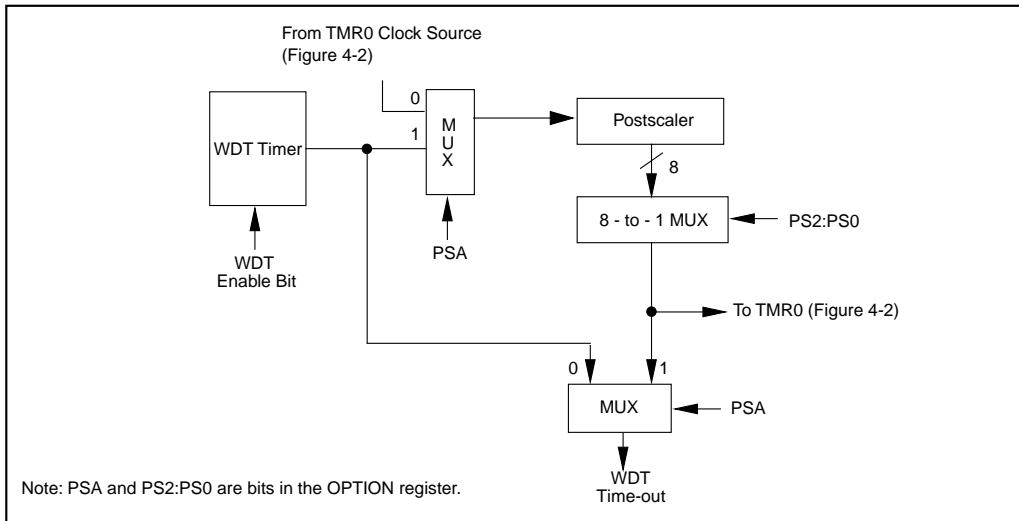 From TMR0 Clock Source
(Figure 4-2)
0
1
M
U
X
WDT Timer
Postscaler
8
8 - to - 1 MUX
PS2:PS0
PSA
WDT
Enable Bit
To TMR0 (Figure 4-2)
0
1
MUX
PSA
WDT
Time-out
Note: PSA and PS2:PS0 are bits in the OPTION register.